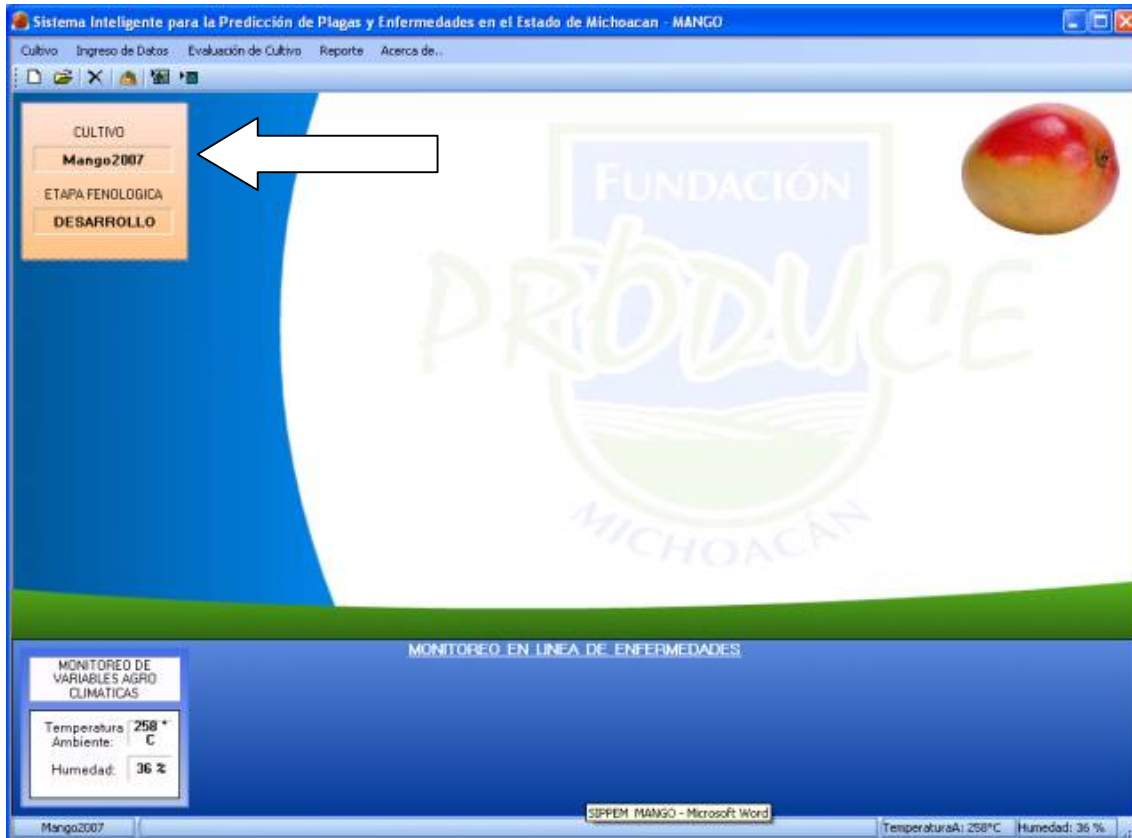 Sistema Inteligente para la Predicción de Plagas y Enfermedades en el Estado de Michoacan - MANGO
Cultivo Ingreso de Datos Evaluación de Cultivo Reporte Acerca de..
CULTIVO
Mango2007
ETAPA FENOLOGICA
DESARROLLO
FUNDACIÓN
PRODUCE
MICHOACÁN
MONITOREO EN LINEA DE ENFERMEDADES
MONITOREO DE
VARIABLES AGRO
CLIMATICAS
Temperatura 258 °
Ambiente: C
Humedad: 36 %
SIPPEM MANGO - Microsoft Word
Mango2007 TemperaturaA: 258°C Humedad: 36 %